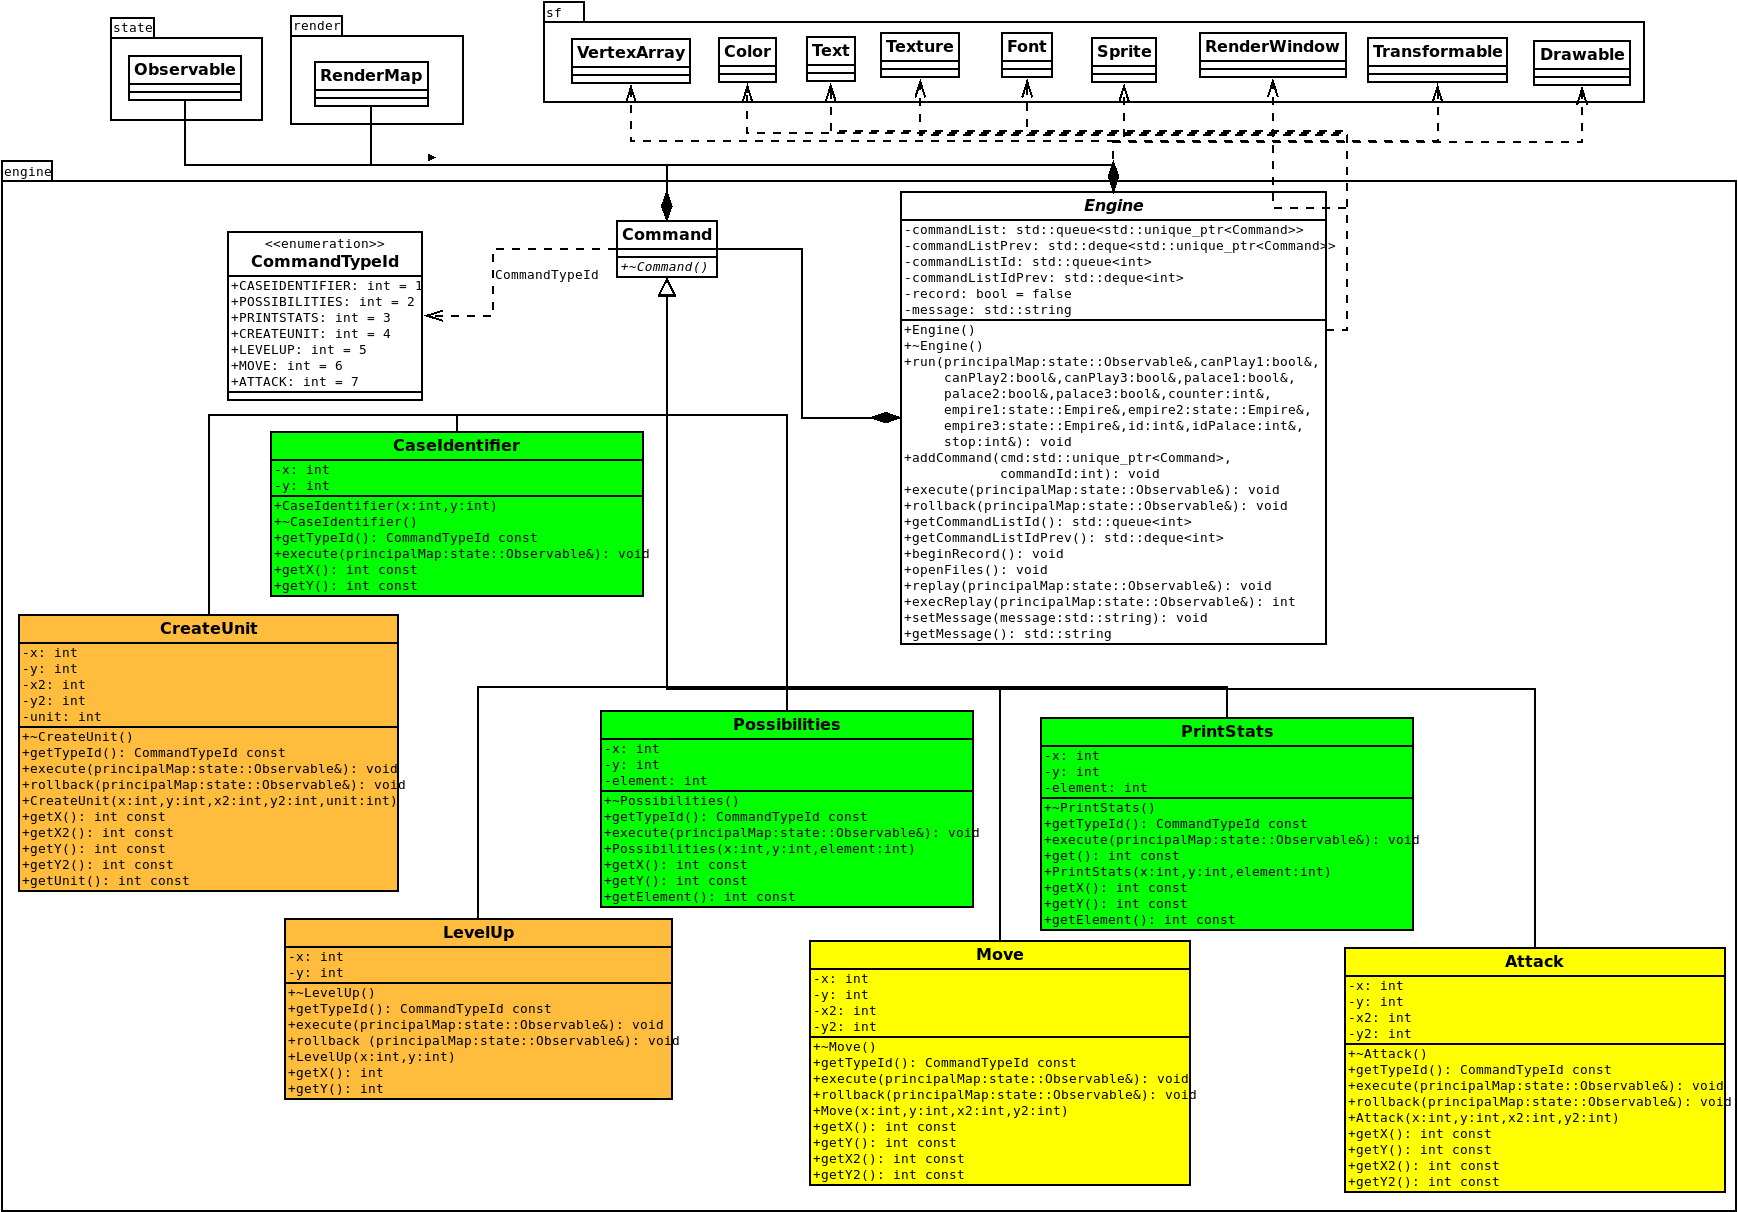 state
Observable
render
RenderMap
sf
VertexArray
Color
Text
Texture
Font
Sprite
RenderWindow
Transformable
Drawable
engine
<<enumeration>>
CommandTypeId
+CASEIDENTIFIER: int = 1
+POSSIBILITIES: int = 2
+PRINTSTATS: int = 3
+CREATEUNIT: int = 4
+LEVELUP: int = 5
+MOVE: int = 6
+ATTACK: int = 7
CommandTypeId
Command
+~Command()
Engine
-commandList: std::queue<std::unique_ptr<Command>>
-commandListPrev: std::deque<std::unique_ptr<Command>>
-commandListId: std::queue<int>
-commandListIdPrev: std::deque<int>
-record: bool = false
-message: std::string
+Engine()
+~Engine()
+run(principalMap:state::Observable&,canPlay1:bool&,
canPlay2:bool&,canPlay3:bool&,palace1:bool&,
palace2:bool&,palace3:bool&,counter:int&,
empire1:state::Empire&,empire2:state::Empire&,
empire3:state::Empire&,id:int&,idPalace:int&,
stop:int&): void
+addCommand(cmd:std::unique_ptr<Command>,
commandId:int): void
+execute(principalMap:state::Observable&): void
+rollback(principalMap:state::Observable&): void
+getCommandListId(): std::queue<int>
+getCommandListIdPrev(): std::deque<int>
+beginRecord(): void
+openFiles(): void
+replay(principalMap:state::Observable&): void
+execReplay(principalMap:state::Observable&): int
+setMessage(message:std::string): void
+getMessage(): std::string
CaseIdentifier
-x: int
-y: int
+CaseIdentifier(x:int,y:int)
+~CaseIdentifier()
+getTypeId(): CommandTypeId const
+execute(principalMap:state::Observable&): void
+getX(): int const
+getY(): int const
CreateUnit
-x: int
-y: int
-x2: int
-y2: int
-unit: int
+~CreateUnit()
+getTypeId(): CommandTypeId const
+execute(principalMap:state::Observable&): void
+rollback(principalMap:state::Observable&): void
+CreateUnit(x:int,y:int,x2:int,y2:int,unit:int)
+getX(): int const
+getX2(): int const
+getY(): int const
+getY2(): int const
+getUnit(): int const
Possibilities
-x: int
-y: int
-element: int
+~Possibilities()
+getTypeId(): CommandTypeId const
+execute(principalMap:state::Observable&): void
+Possibilities(x:int,y:int,element:int)
+getX(): int const
+getY(): int const
+getElement(): int const
PrintStats
-x: int
-y: int
-element: int
+~PrintStats()
+getTypeId(): CommandTypeId const
+execute(principalMap:state::Observable&): void
+get(): int const
+PrintStats(x:int,y:int,element:int)
+getX(): int const
+getY(): int const
+getElement(): int const
LevelUp
-x: int
-y: int
+~LevelUp()
+getTypeId(): CommandTypeId const
+execute(principalMap:state::Observable&): void
+rollback (principalMap:state::Observable&): void
+LevelUp(x:int,y:int)
+getX(): int
+getY(): int
Move
-x: int
-y: int
-x2: int
-y2: int
+~Move()
+getTypeId(): CommandTypeId const
+execute(principalMap:state::Observable&): void
+rollback(principalMap:state::Observable&): void
+Move(x:int,y:int,x2:int,y2:int)
+getX(): int const
+getY(): int const
+getX2(): int const
+getY2(): int const
Attack
-x: int
-y: int
-x2: int
-y2: int
+~Attack()
+getTypeId(): CommandTypeId const
+execute(principalMap:state::Observable&): void
+rollback(principalMap:state::Observable&): void
+Attack(x:int,y:int,x2:int,y2:int)
+getX(): int const
+getY(): int const
+getX2(): int const
+getY2(): int const